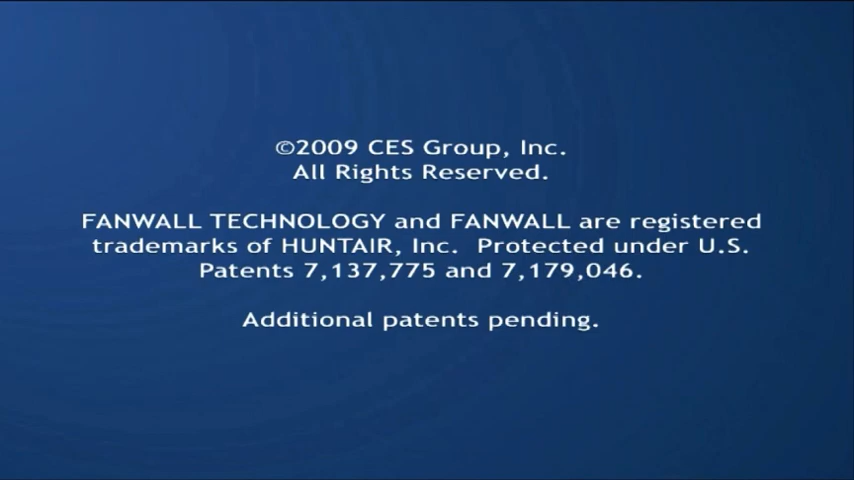 ©2009 CES Group, Inc.
All Rights Reserved.
FANWALL TECHNOLOGY and FANWALL are registered
trademarks of HUNTAIR, Inc.  Protected under U.S.
Patents 7,137,775 and 7,179,046.
Additional patents pending.